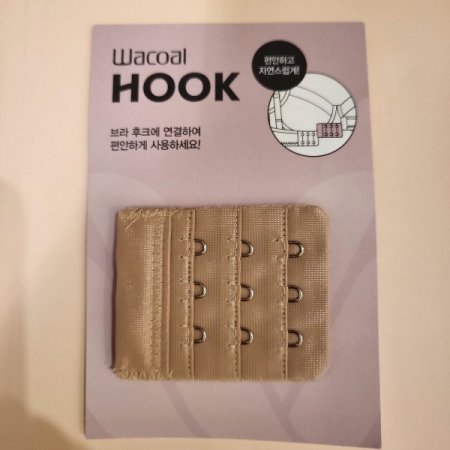 Wacoal
HOOK
편안하고
자연스럽게!
브라 후크에 연결하여
편안하게 사용하세요!